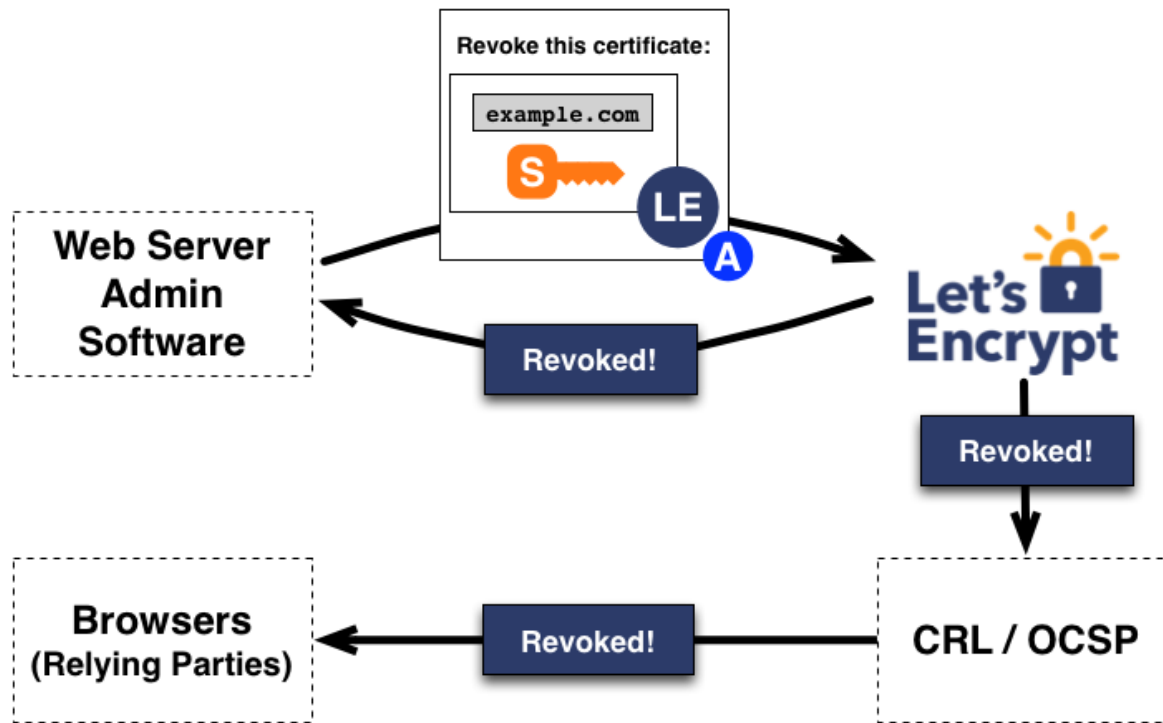 Revoke this certificate:
example.com
S
LE
A
Web Server
Admin
Software
Let's
Encrypt
Revoked!
Revoked!
Browsers
(Relying Parties)
Revoked!
CRL / OCSP